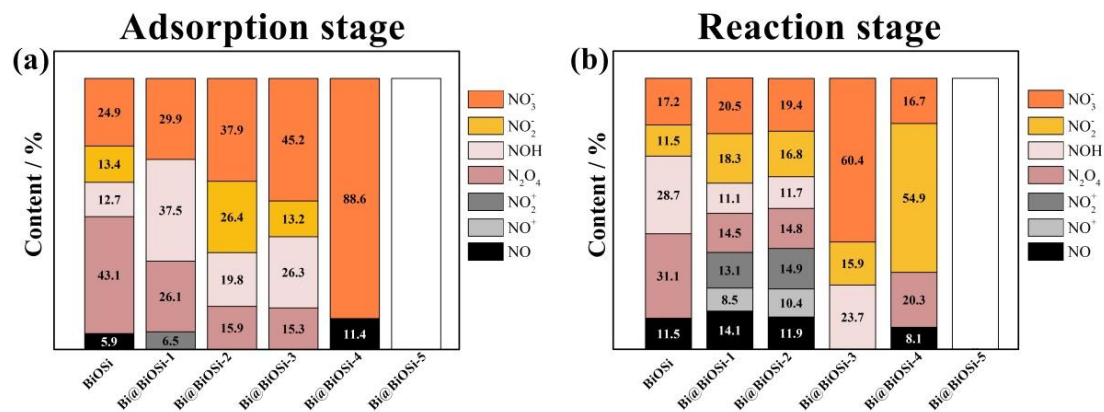 Adsorption stage
(a)
Content / %
24.9
13.4
12.7
43.1
5.9
29.9
37.5
26.1
6.5
37.9
26.4
19.8
15.9
45.2
13.2
26.3
15.3
88.6
11.4
BiOSi
Bi@BiOSi-1
Bi@BiOSi-2
Bi@BiOSi-3
Bi@BiOSi-4
Bi@BiOSi-5
NO₃⁻
NO₂⁻
NOH
N₂O₄
NO₂⁺
NO⁺
NO
Reaction stage
(b)
Content / %
17.2
11.5
28.7
31.1
11.5
20.5
18.3
11.1
14.5
13.1
8.5
14.1
19.4
16.8
11.7
14.8
14.9
10.4
11.9
60.4
15.9
23.7
16.7
54.9
20.3
8.1
BiOSi
Bi@BiOSi-1
Bi@BiOSi-2
Bi@BiOSi-3
Bi@BiOSi-4
Bi@BiOSi-5
NO₃⁻
NO₂⁻
NOH
N₂O₄
NO₂⁺
NO⁺
NO